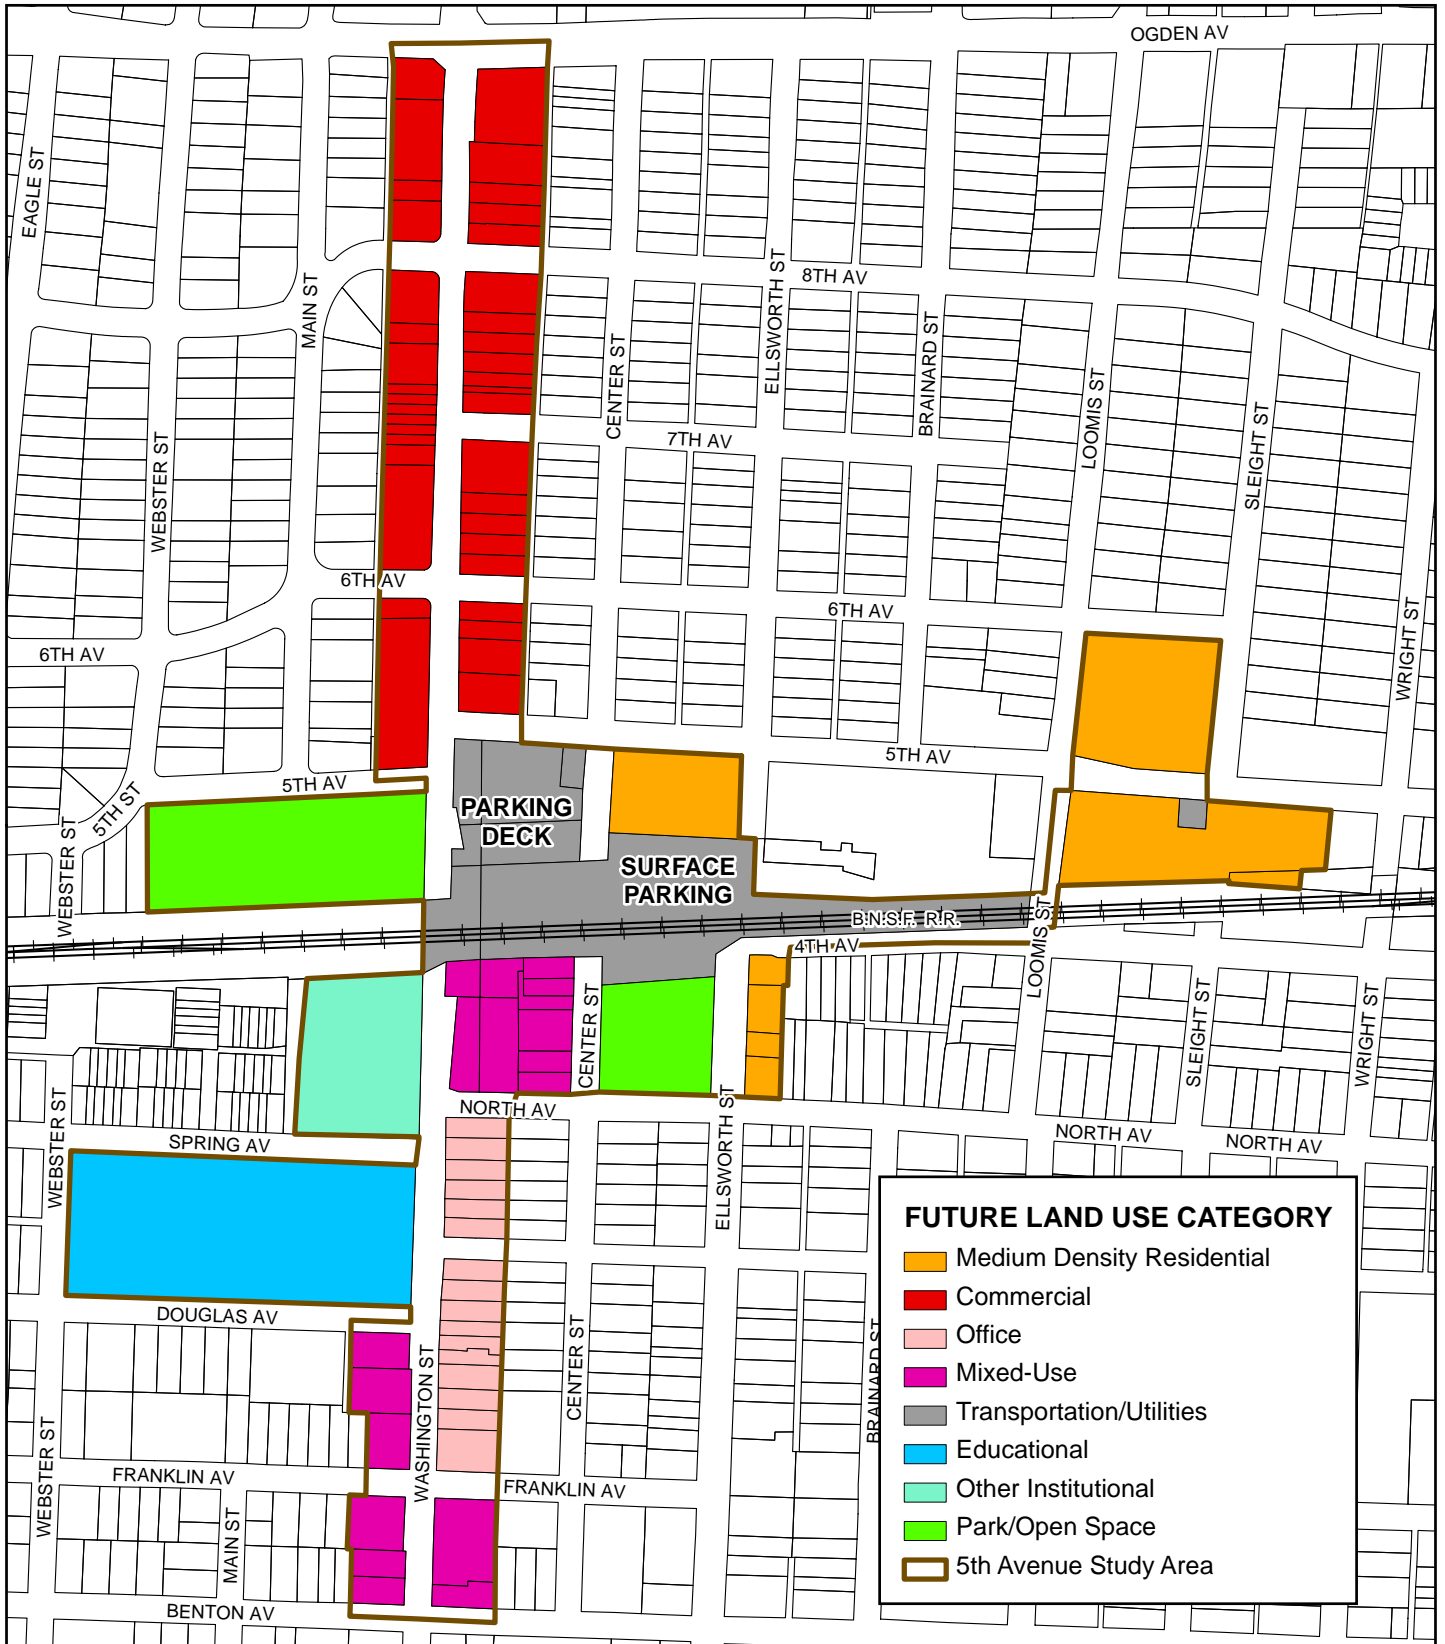 OGDEN AV
EAGLE ST
MAIN ST
8TH AV
ELLSWORTH ST
BRAINARD ST
CENTER ST
LOOMIS ST
SLEIGHT ST
7TH AV
WEBSTER ST
6TH AV
6TH AV
6TH AV
WRIGHT ST
5TH AV
5TH AV
5TH ST
WEBSTER ST
PARKING
DECK
SURFACE
PARKING
B.N.S.F. R.R.
4TH AV
LOOMIS ST
CENTER ST
SLEIGHT ST
WRIGHT ST
NORTH AV
ELLSWORTH ST
NORTH AV
NORTH AV
SPRING AV
WEBSTER ST
DOUGLAS AV
WASHINGTON ST
CENTER ST
BRAINARD ST
WEBSTER ST
FRANKLIN AV
FRANKLIN AV
MAIN ST
BENTON AV
FUTURE LAND USE CATEGORY
Medium Density Residential
Commercial
Office
Mixed-Use
Transportation/Utilities
Educational
Other Institutional
Park/Open Space
5th Avenue Study Area